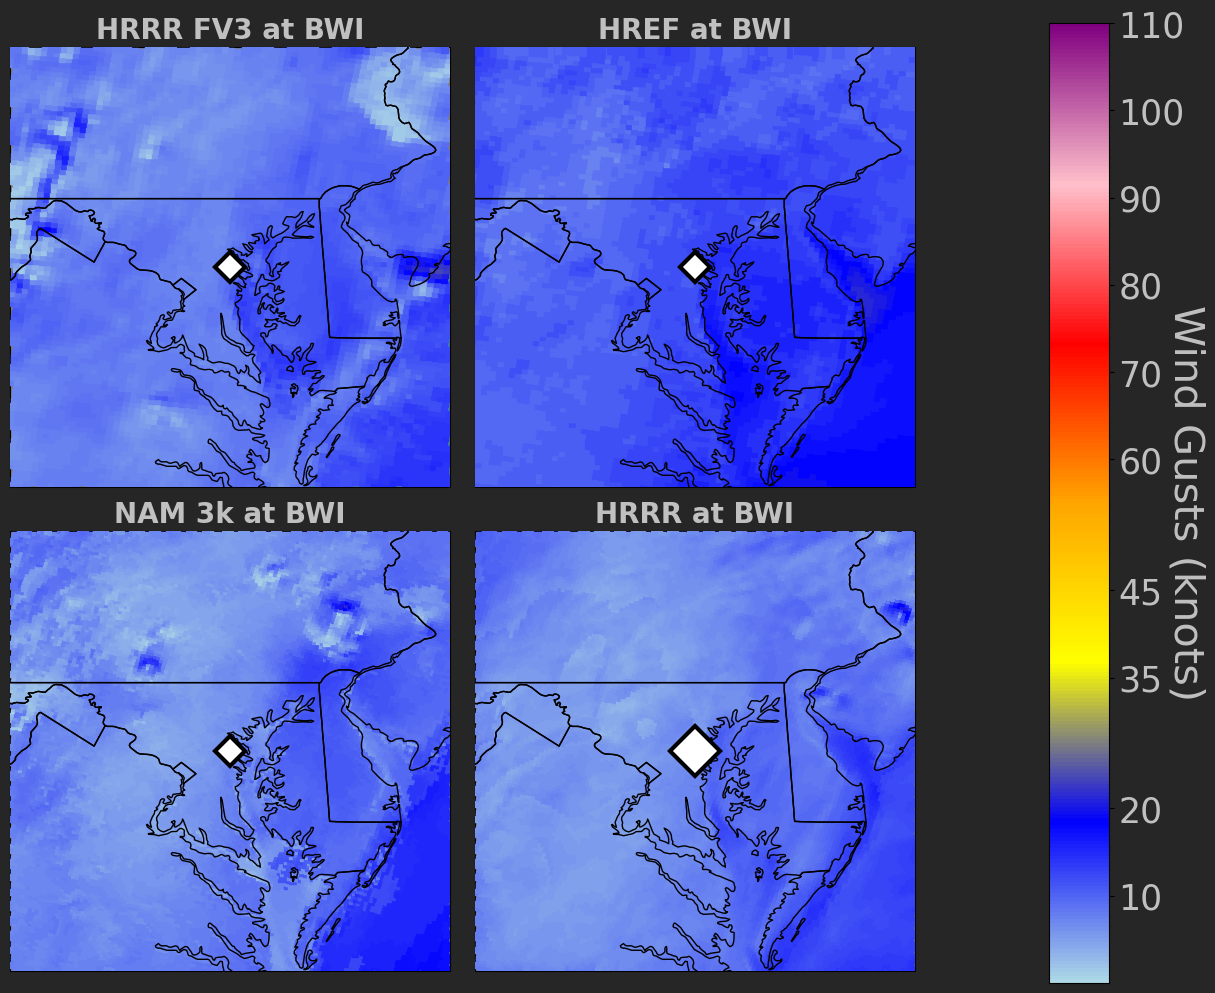 HRRR FV3 at BWI
HREF at BWI
NAM 3k at BWI
HRRR at BWI
110
100
90
80
70
60
45
35
20
10
Wind Gusts (knots)